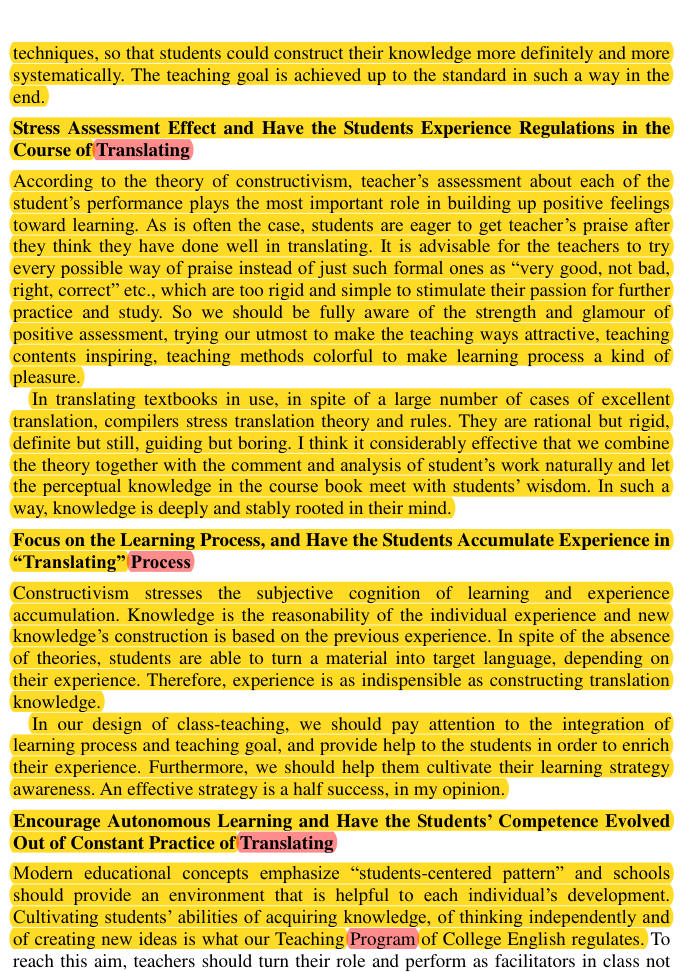 techniques, so that students could construct their knowledge more definitely and more
systematically. The teaching goal is achieved up to the standard in such a way in the
end.
Stress Assessment Effect and Have the Students Experience Regulations in the
Course of Translating
According to the theory of constructivism, teacher’s assessment about each of the
student’s performance plays the most important role in building up positive feelings
toward learning. As is often the case, students are eager to get teacher’s praise after
they think they have done well in translating. It is advisable for the teachers to try
every possible way of praise instead of just such formal ones as “very good, not bad,
right, correct” etc., which are too rigid and simple to stimulate their passion for further
practice and study. So we should be fully aware of the strength and glamour of
positive assessment, trying our utmost to make the teaching ways attractive, teaching
contents inspiring, teaching methods colorful to make learning process a kind of
pleasure.
In translating textbooks in use, in spite of a large number of cases of excellent
translation, compilers stress translation theory and rules. They are rational but rigid,
definite but still, guiding but boring. I think it considerably effective that we combine
the theory together with the comment and analysis of student’s work naturally and let
the perceptual knowledge in the course book meet with students’ wisdom. In such a
way, knowledge is deeply and stably rooted in their mind.
Focus on the Learning Process, and Have the Students Accumulate Experience in
“Translating” Process
Constructivism stresses the subjective cognition of learning and experience
accumulation. Knowledge is the reasonability of the individual experience and new
knowledge’s construction is based on the previous experience. In spite of the absence
of theories, students are able to turn a material into target language, depending on
their experience. Therefore, experience is as indispensible as constructing translation
knowledge.
In our design of class-teaching, we should pay attention to the integration of
learning process and teaching goal, and provide help to the students in order to enrich
their experience. Furthermore, we should help them cultivate their learning strategy
awareness. An effective strategy is a half success, in my opinion.
Encourage Autonomous Learning and Have the Students’ Competence Evolved
Out of Constant Practice of Translating
Modern educational concepts emphasize “students-centered pattern” and schools
should provide an environment that is helpful to each individual’s development.
Cultivating students’ abilities of acquiring knowledge, of thinking independently and
of creating new ideas is what our Teaching Program of College English regulates. To
reach this aim, teachers should turn their role and perform as facilitators in class not